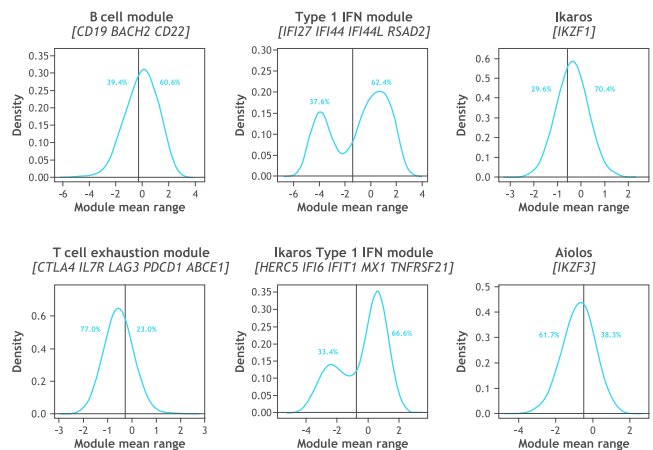 B cell module
[CD19 BACH2 CD22]
Density
0.35
0.30
0.25
0.20
0.15
0.10
0.05
0.00
39.4%
60.6%
-6 -4 -2 0 2 4
Module mean range
Type 1 IFN module
[IFI27 IFI44 IFI44L RSAD2]
Density
0.30
0.25
0.20
0.15
0.10
0.05
0.00
37.6%
62.4%
-6 -4 -2 0 2 4
Module mean range
Ikaros
[IKZF1]
Density
0.6
0.5
0.4
0.3
0.2
0.1
0.0
29.6%
70.4%
-3 -2 -1 0 1 2
Module mean range
T cell exhaustion module
[CTLA4 IL7R LAG3 PDCD1 ABCE1]
Density
0.6
0.4
0.2
0.0
77.0%
23.0%
-3 -2 -1 0 1 2 3
Module mean range
Ikaros Type 1 IFN module
[HERC5 IFI6 IFIT1 MX1 TNFRSF21]
Density
0.35
0.30
0.25
0.20
0.15
0.10
0.05
0.00
33.4%
66.6%
-4 -2 0 2 4
Module mean range
Aiolos
[IKZF3]
Density
0.5
0.4
0.3
0.2
0.1
0.0
61.7%
38.3%
-4 -2 0 2
Module mean range